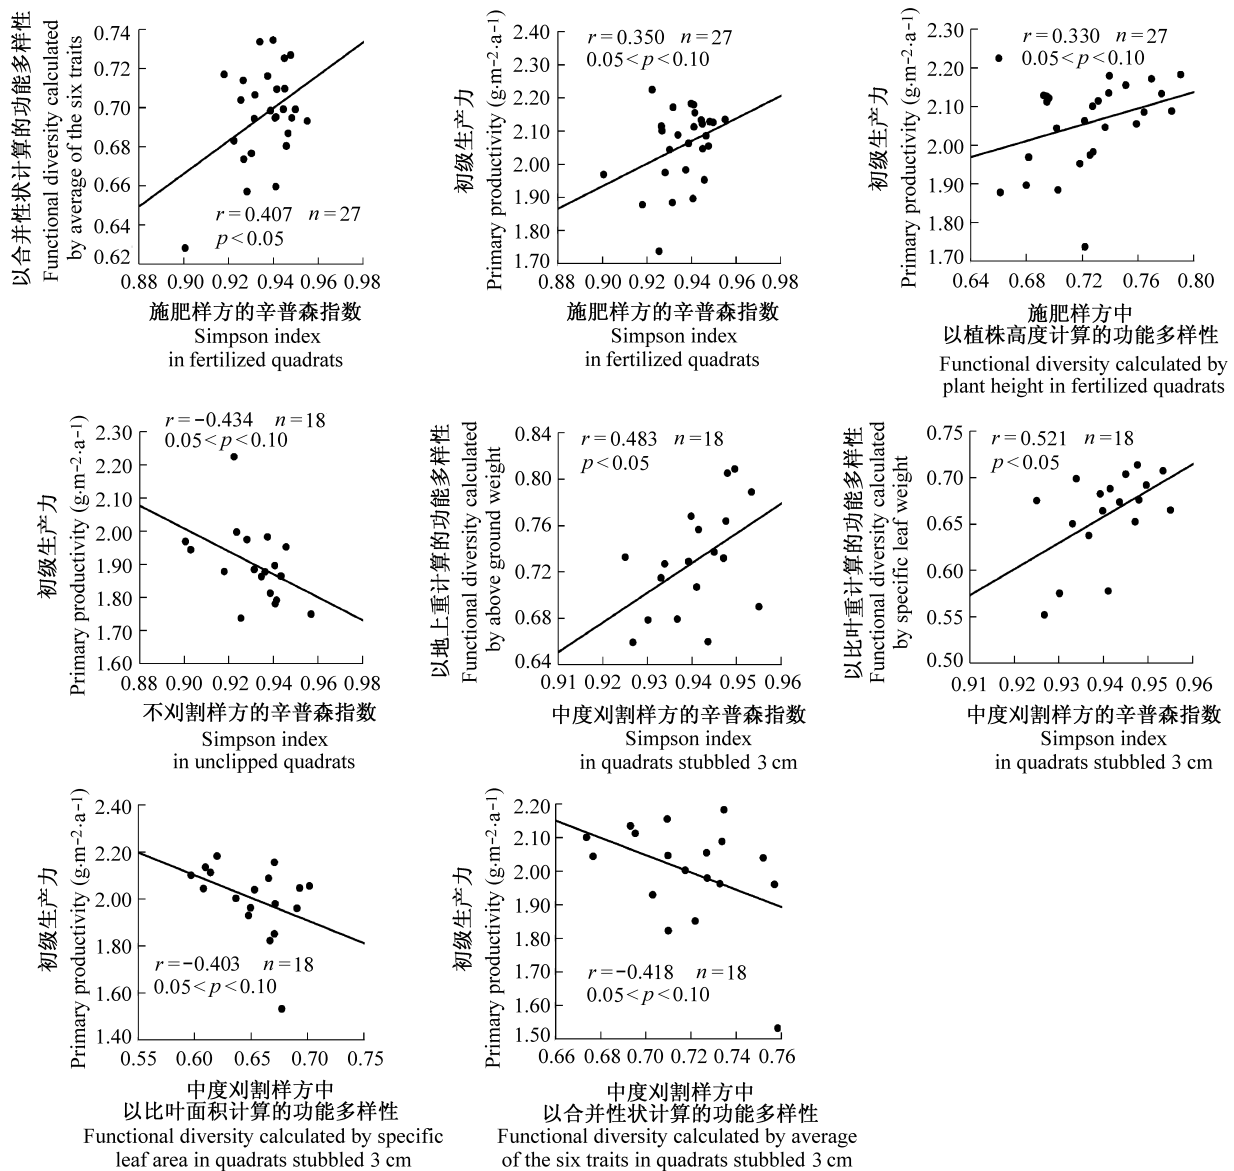 以合并性状计算的功能多样性
Functional diversity calculated
by average of the six traits
0.74
0.72
0.70
0.68
0.66
0.64
0.62
r=0.407 n=27
p<0.05
0.88 0.90 0.92 0.94 0.96 0.98
施肥样方的辛普森指数
Simpson index
in fertilized quadrats
初级生产力
Primary productivity (g·m⁻²·a⁻¹)
2.40
2.30
2.20
2.10
2.00
1.90
1.80
1.70
r=0.350 n=27
0.05<p<0.10
0.88 0.90 0.92 0.94 0.96 0.98
施肥样方的辛普森指数
Simpson index
in fertilized quadrats
初级生产力
Primary productivity (g·m⁻²·a⁻¹)
2.30
2.20
2.10
2.00
1.90
1.80
1.70
r=0.330 n=27
0.05<p<0.10
0.64 0.68 0.72 0.76 0.80
施肥样方中
以植株高度计算的功能多样性
Functional diversity calculated by
plant height in fertilized quadrats
初级生产力
Primary productivity (g·m⁻²·a⁻¹)
2.30
2.20
2.10
2.00
1.90
1.80
1.70
1.60
r=-0.434 n=18
0.05<p<0.10
0.88 0.90 0.92 0.94 0.96 0.98
不刈割样方的辛普森指数
Simpson index
in unclipped quadrats
以地上重计算的功能多样性
Functional diversity calculated
by above ground weight
0.84
0.80
0.76
0.72
0.68
0.64
r=0.483 n=18
p<0.05
0.91 0.92 0.93 0.94 0.95 0.96
中度刈割样方的辛普森指数
Simpson index
in quadrats stubbled 3 cm
以比叶重计算的功能多样性
Functional diversity calculated
by specific leaf weight
0.75
0.70
0.65
0.60
0.55
0.50
r=0.521 n=18
p<0.05
0.91 0.92 0.93 0.94 0.95 0.96
中度刈割样方的辛普森指数
Simpson index
in quadrats stubbled 3 cm
初级生产力
Primary productivity (g·m⁻²·a⁻¹)
2.40
2.20
2.00
1.80
1.60
1.40
r=-0.403 n=18
0.05<p<0.10
0.55 0.60 0.65 0.70 0.75
中度刈割样方中
以比叶面积计算的功能多样性
Functional diversity calculated by specific
leaf area in quadrats stubbled 3 cm
初级生产力
Primary productivity (g·m⁻²·a⁻¹)
2.20
2.10
2.00
1.90
1.80
1.70
1.60
1.50
r=-0.418 n=18
0.05<p<0.10
0.66 0.68 0.70 0.72 0.74 0.76
中度刈割样方中
以合并性状计算的功能多样性
Functional diversity calculated by average
of the six traits in quadrats stubbled 3 cm